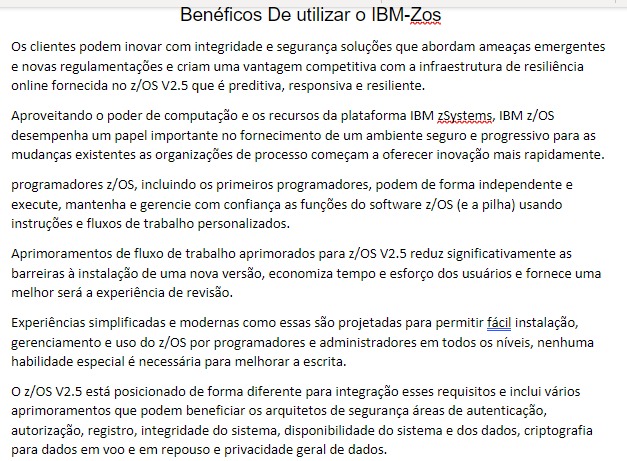 Benéficos De utilizar o IBM-Zos
Os clientes podem inovar com integridade e segurança soluções que abordam ameaças emergentes
e novas regulamentações e criam uma vantagem competitiva com a infraestrutura de resiliência
online fornecida no z/OS V2.5 que é preditiva, responsiva e resiliente.
Aproveitando o poder de computação e os recursos da plataforma IBM zSystems, IBM z/OS
desempenha um papel importante no fornecimento de um ambiente seguro e progressivo para as
mudanças existentes as organizações de processo começam a oferecer inovação mais rapidamente.
programadores z/OS, incluindo os primeiros programadores, podem de forma independente e
execute, mantenha e gerencie com confiança as funções do software z/OS (e a pilha) usando
instruções e fluxos de trabalho personalizados.
Aprimoramentos de fluxo de trabalho aprimorados para z/OS V2.5 reduz significativamente as
barreiras à instalação de uma nova versão, economiza tempo e esforço dos usuários e fornece uma
melhor será a experiência de revisão.
Experiências simplificadas e modernas como essas são projetadas para permitir fácil instalação,
gerenciamento e uso do z/OS por programadores e administradores em todos os níveis, nenhuma
habilidade especial é necessária para melhorar a escrita.
O z/OS V2.5 está posicionado de forma diferente para integração esses requisitos e inclui vários
aprimoramentos que podem beneficiar os arquitetos de segurança áreas de autenticação,
autorização, registro, integridade do sistema, disponibilidade do sistema e dos dados, criptografia
para dados em voo e em repouso e privacidade geral de dados.